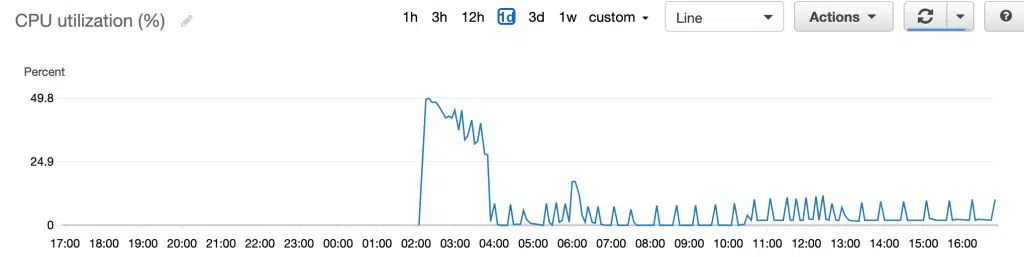 CPU utilization (%)
1h 3h 12h 1d 3d 1w custom
Line
Actions
?
Percent
49.8
24.9
0
17:00 18:00 19:00 20:00 21:00 22:00 23:00 00:00 01:00 02:00 03:00 04:00 05:00 06:00 07:00 08:00 09:00 10:00 11:00 12:00 13:00 14:00 15:00 16:00